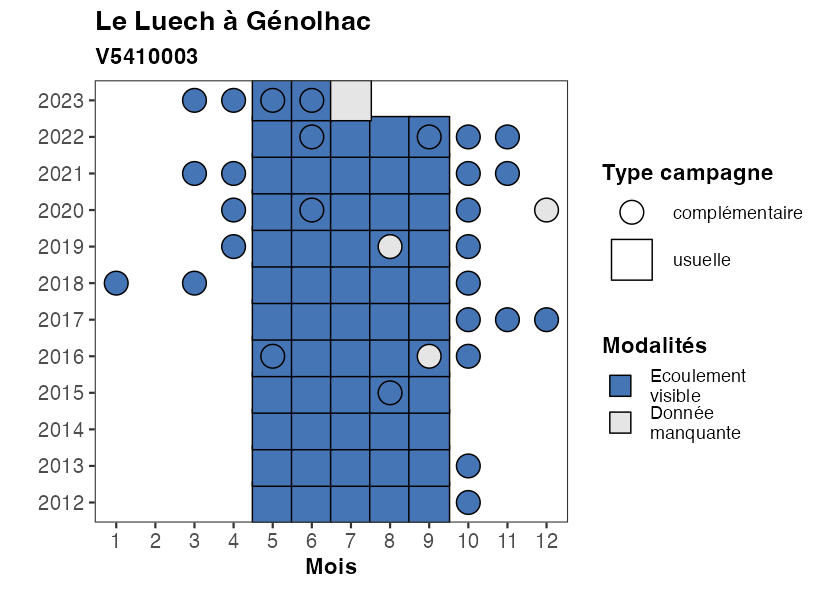 Le Luech à Génolhac
V5410003
2023
2022
2021
2020
2019
2018
2017
2016
2015
2014
2013
2012
1 2 3 4 5 6 7 8 9 10 11 12
Mois
Type campagne
complémentaire
usuelle
Modalités
Ecoulement
visible
Donnée
manquante